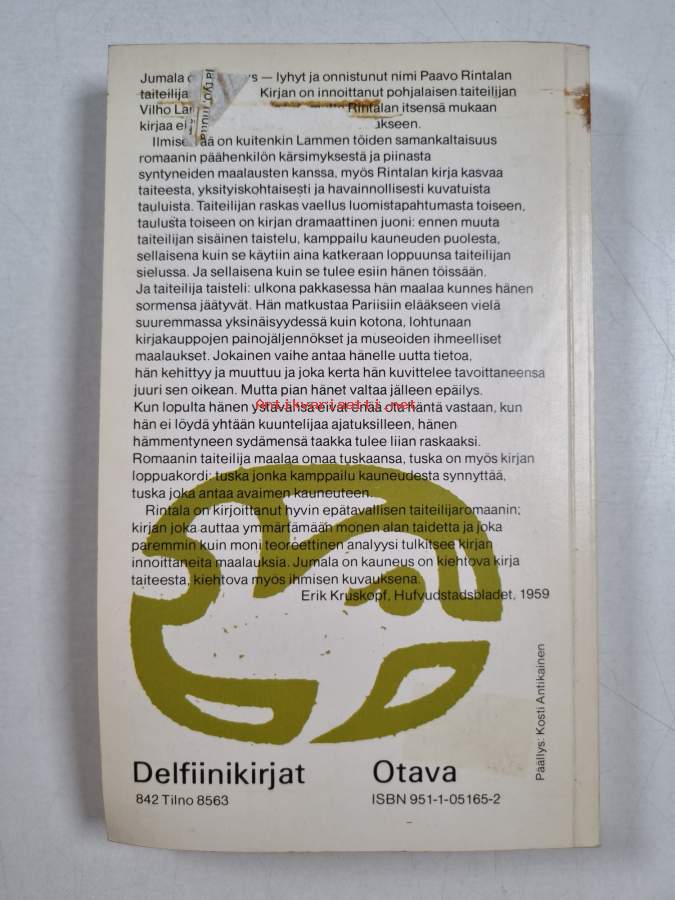 Jumala — lyhyt ja onnistunut nimi Paavo Rintalan
taiteilija Kirjan on innoittanut pohjalaisen taiteilijan
Vilho Rintalan itsensä mukaan
kirjaa
Ilmise on kuitenkin Lammen töiden samankaltaisuus
romaanin päähenkilön kärsimyksestä ja piinasta
syntyneiden maalausten kanssa, myös Rintalan kirja kasvaa
taiteesta, yksityiskohtaisesti ja havainnollisesti kuvatuista
tauluista. Taiteilijan raskas vaellus luomistapahtumasta toiseen,
taulusta toiseen on kirjan dramaattinen juoni: ennen muuta
taiteilijan sisäinen taistelu, kamppailu kauneuden puolesta,
sellaisena kuin se käytiin aina katkeraan loppuunsa taiteilijan
sielussa. Ja sellaisena kuin se tulee esiin hänen töissään.
Ja taiteilija taisteli: ulkona pakkasessa hän maalaa kunnes hänen
sormensa jäätyvät. Hän matkustaa Pariisiin elääkseen vielä
suuremmassa yksinäisyydessä kuin kotona, lohtunaan
kirjakauppojen painojäljennökset ja museoiden ihmeelliset
maalaukset. Jokainen vaihe antaa hänelle uutta tietoa,
hän kehittyy ja muuttuu ja joka kerta hän kuvittelee tavoittaneensa
juuri sen oikean. Mutta pian hänet valtaa jälleen epäilys.
Kun lopulta hänen ystävänsä eivät enää ota häntä vastaan, kun
Antikvariaatti.net
hän ei löydä yhtään kuuntelijaa ajatuksilleen, hänen
hämmentyneen sydämensä taakka tulee liian raskaaksi.
Romaanin taiteilija maalaa omaa tuskaansa, tuska on myös kirjan
loppuakordi: tuska jonka kamppailu kauneudesta synnyttää,
tuska joka antaa avaimen kauneuteen.
Rintala on kirjoittanut hyvin epätavallisen taiteilijaromaanin;
kirjan joka auttaa ymmärtämään monen alan taidetta ja joka
paremmin kuin moni teoreettinen analyysi tulkitsee kirjan
innoittaneita maalauksia. Jumala on kauneus on kiehtova kirja
taiteesta, kiehtova myös ihmisen kuvauksena.
Erik Kruskopf, Hufvudstadsbladet, 1959
Päällys: Kosti Antikainen
Delfiinikirjat
Otava
842 Tilno 8563
ISBN 951-1-05165-2